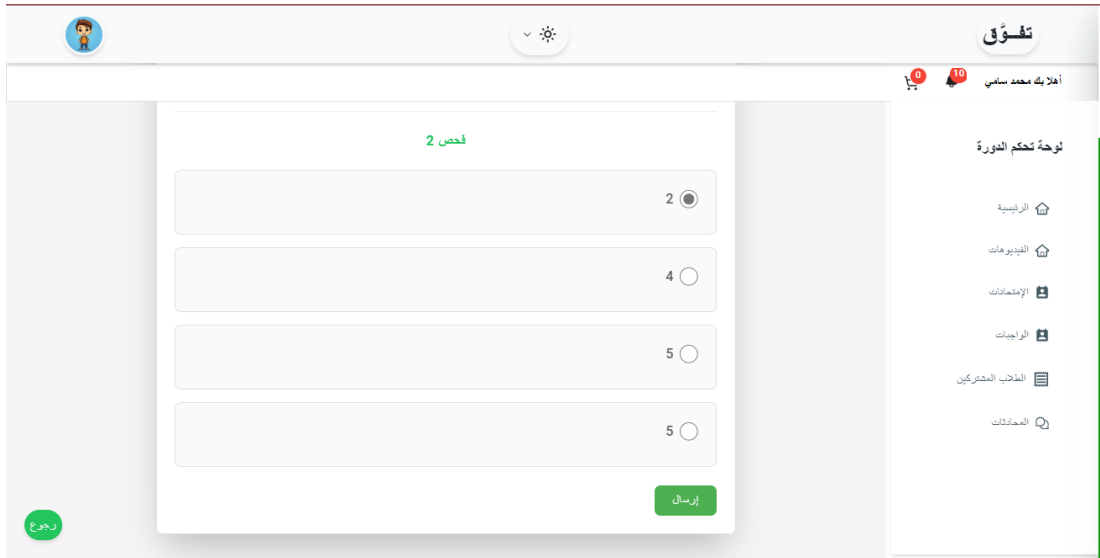 تفــوَّق
أهلا بك محمد سامي
10
0
لوحة تحكم الدورة
الرئيسية
الفيديوهات
الإمتحانات
الواجبات
الطلاب المشتركين
المحادثات
فحص 2
2
4
5
5
إرسال
رجوع